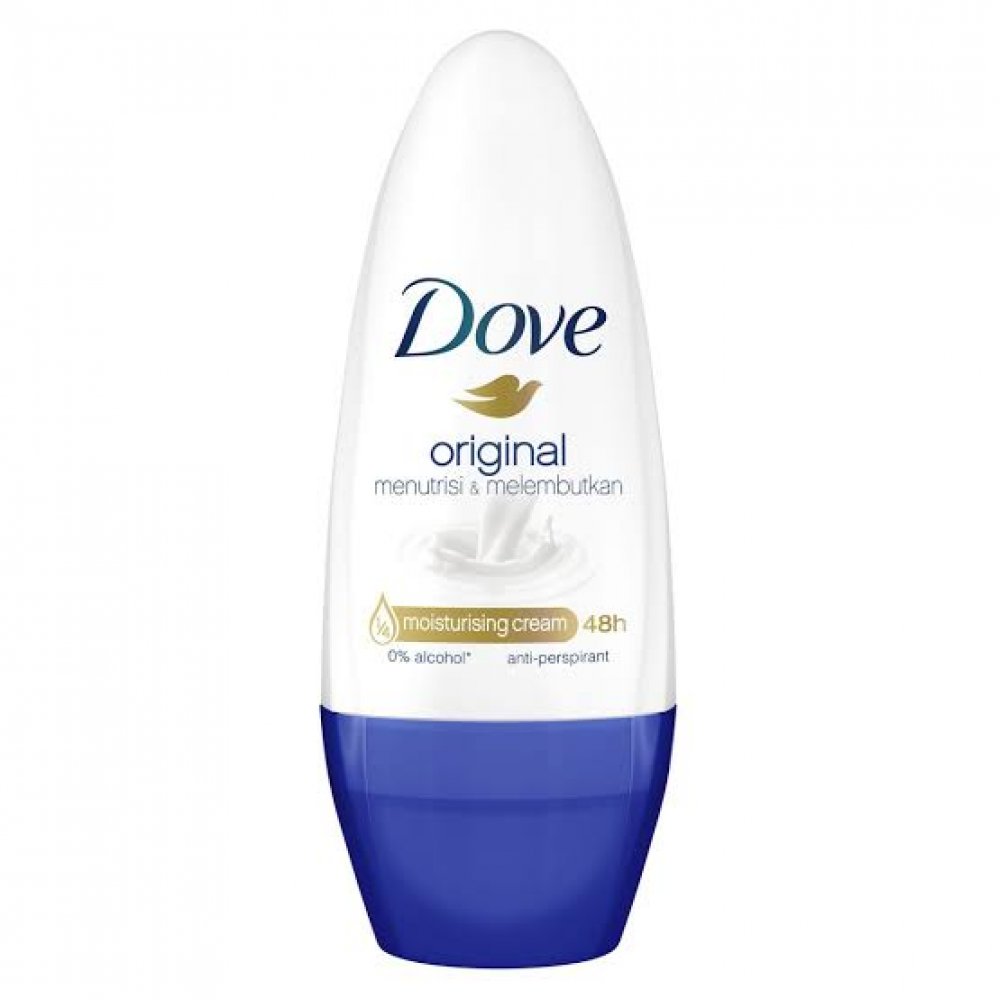 Dove
original
menutrisi & melembutkan
¼ moisturising cream 48h
0% alcohol* anti-perspirant